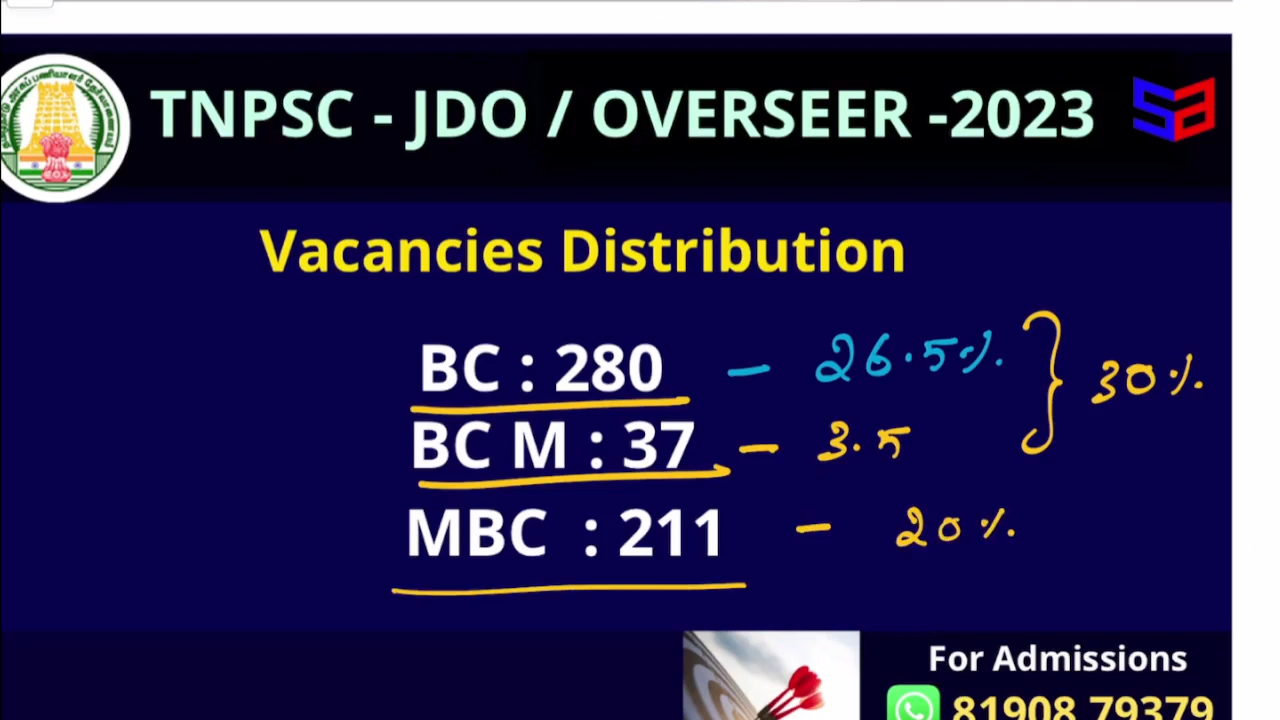 TNPSC - JDO / OVERSEER -2023
Vacancies Distribution
BC : 280 - 26.5%
30%
BC M : 37 - 3.5
MBC : 211 - 20%
For Admissions
81908 79379